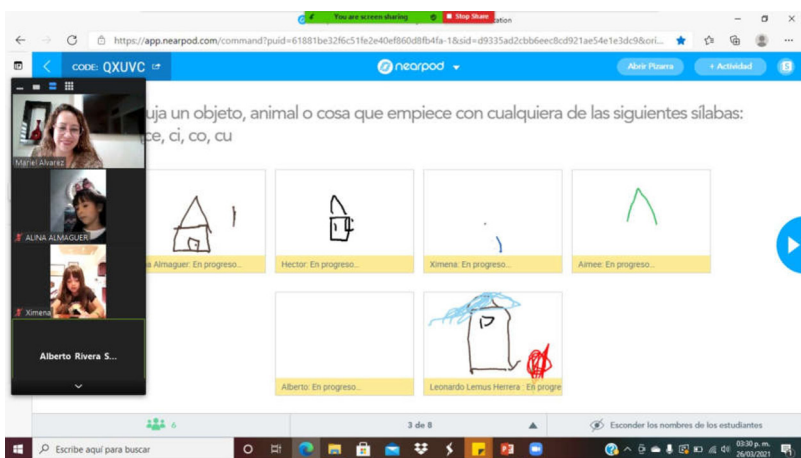 You are screen sharing
Stop Share
tation
https://app.nearpod.com/command?puid=61881be32f6c51fe2e40ef860d8fb4fa-1&sid=d9335ad2cbb6eec8cd921ae54e1e3dc9&ori...
CODE: QXUVC
nearpod
Abrir Pizarra
+ Actividad
S
uja un objeto, animal o cosa que empiece con cualquiera de las siguientes sílabas:
ce, ci, co, cu
Mariel Alvarez
ALINA ALMAGUER
Ximena
Alberto Rivera S...
a Almaguer: En progreso...
Hector: En progreso...
Ximena: En progreso...
Aimee: En progreso...
Alberto: En progreso...
Leonardo Lemus Herrera : En progre
6
3 de 8
Esconder los nombres de los estudiantes
Escribe aquí para buscar
03:30 p. m.
26/03/2021